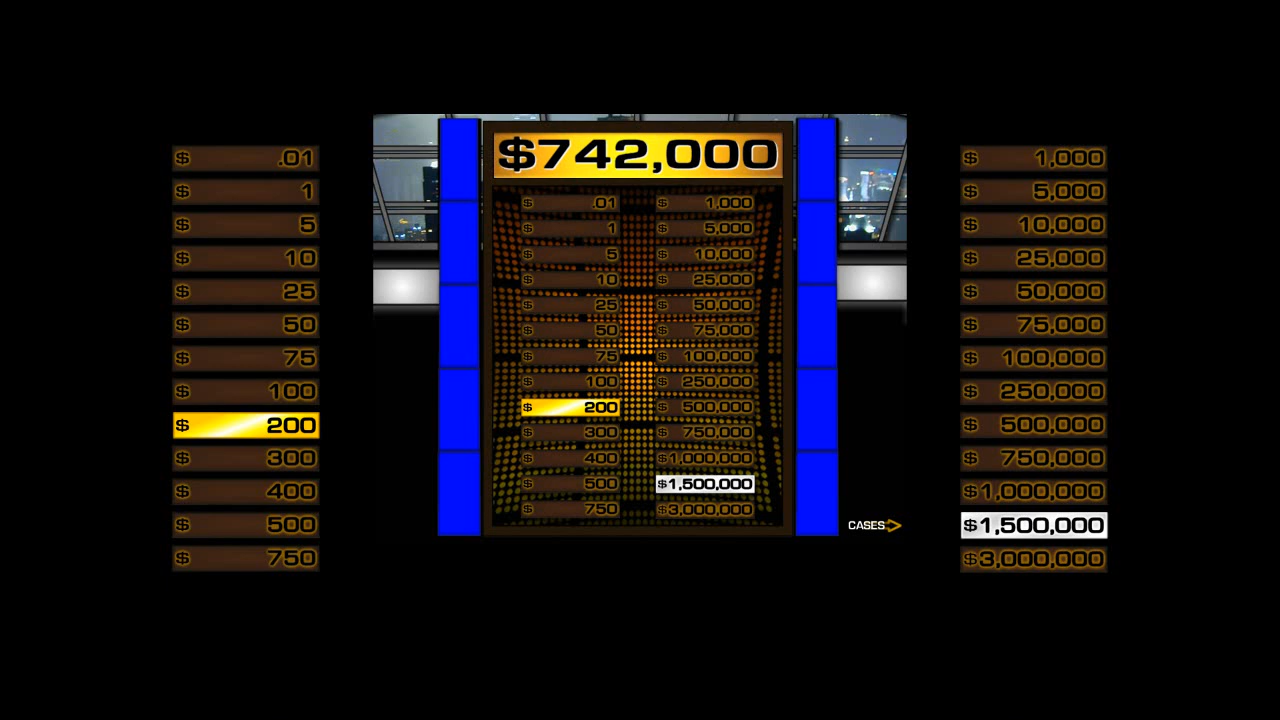 $742,000
$ .01
$ 1
$ 5
$ 10
$ 25
$ 50
$ 75
$ 100
$ 200
$ 300
$ 400
$ 500
$ 750
$ .01 $ 1,000
$ 1 $ 5,000
$ 5 $ 10,000
$ 10 $ 25,000
$ 25 $ 50,000
$ 50 $ 75,000
$ 75 $ 100,000
$ 100 $ 250,000
$ 200 $ 500,000
$ 300 $ 750,000
$ 400 $1,000,000
$ 500 $1,500,000
$ 750 $3,000,000
CASES
$ 1,000
$ 5,000
$ 10,000
$ 25,000
$ 50,000
$ 75,000
$ 100,000
$ 250,000
$ 500,000
$ 750,000
$1,000,000
$1,500,000
$3,000,000